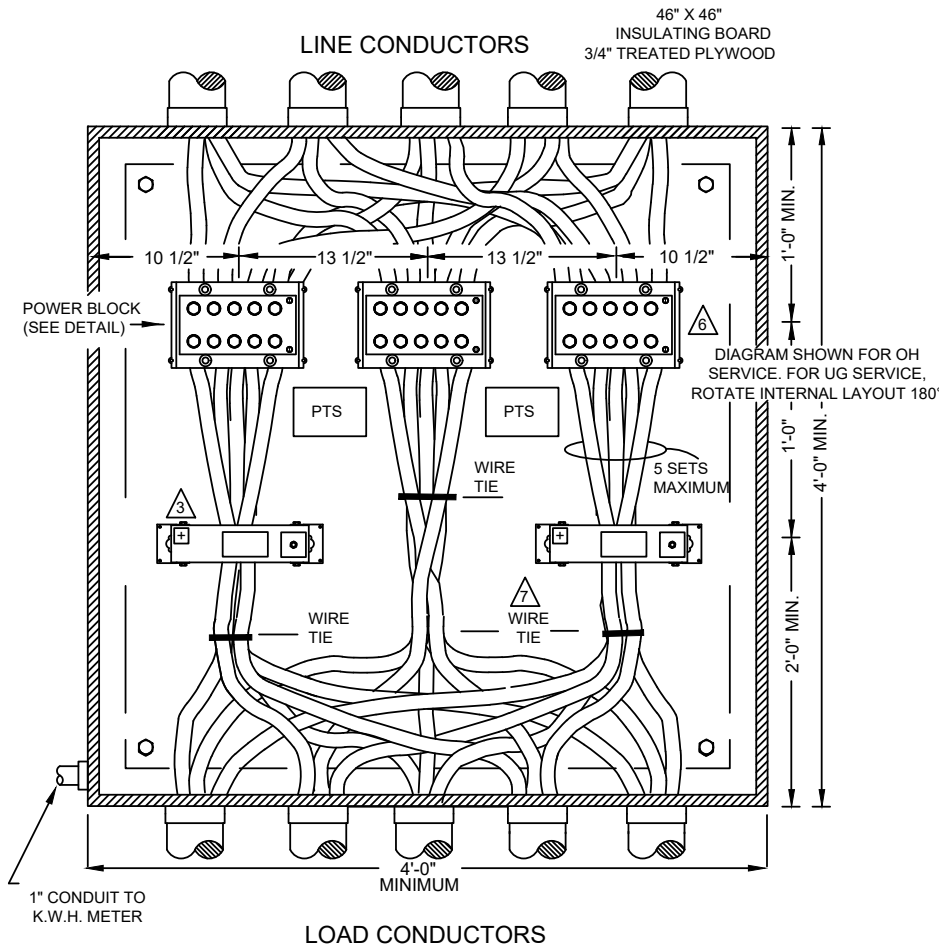 46" X 46"
INSULATING BOARD
3/4" TREATED PLYWOOD
LINE CONDUCTORS
10 1/2"
13 1/2"
13 1/2"
10 1/2"
1'-0" MIN.
POWER BLOCK
(SEE DETAIL)
6
DIAGRAM SHOWN FOR OH
SERVICE. FOR UG SERVICE,
ROTATE INTERNAL LAYOUT 180°
PTS
PTS
1'-0"
4'-0" MIN.
WIRE
TIE
5 SETS
MAXIMUM
3
+
+
7
WIRE
TIE
WIRE
TIE
2'-0" MIN.
4'-0"
MINIMUM
1" CONDUIT TO
K.W.H. METER
LOAD CONDUCTORS